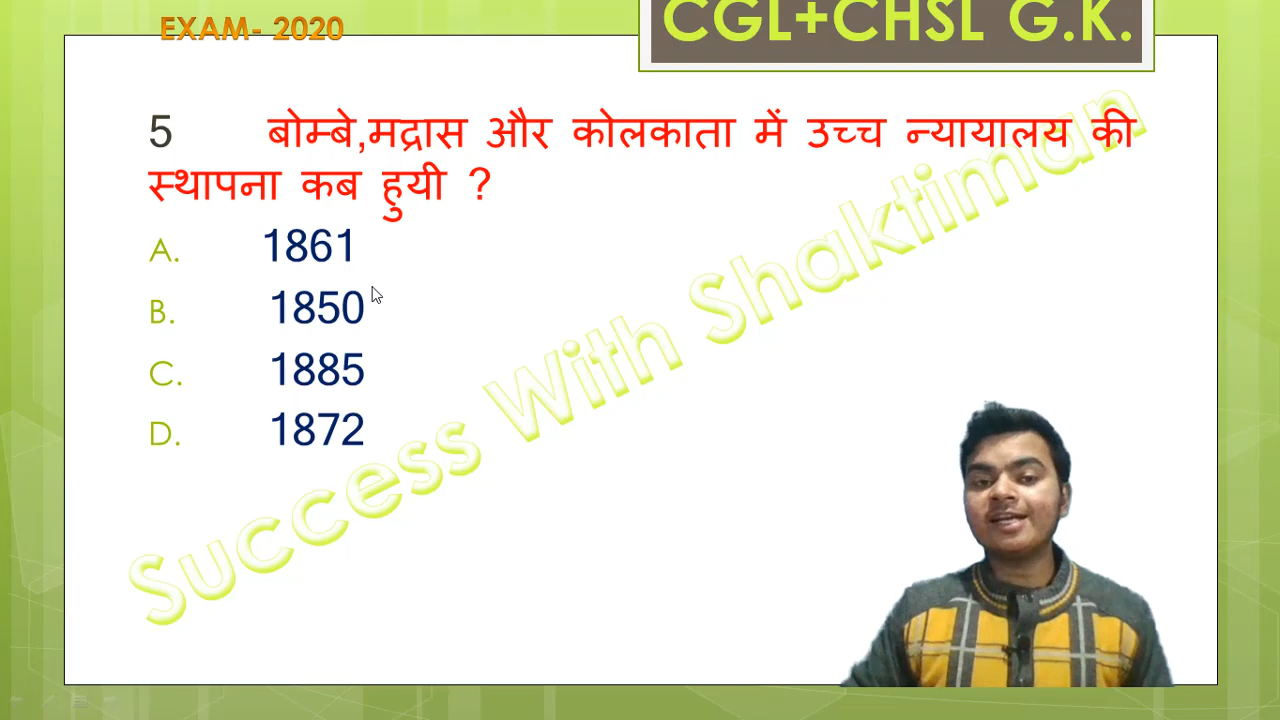 EXAM- 2020
CGL+CHSL G.K.
5 बोम्बे,मद्रास और कोलकाता में उच्च न्यायालय की
स्थापना कब हुयी ?
A. 1861
B. 1850
C. 1885
D. 1872
Success With Shaktiman